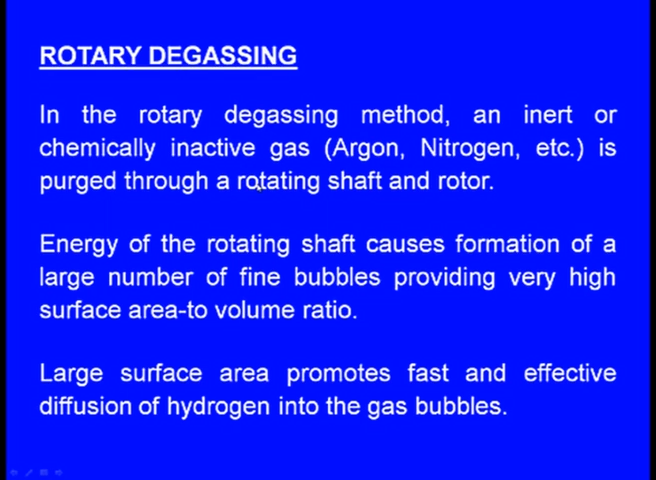 ROTARY DEGASSING
In the rotary degassing method, an inert or
chemically inactive gas (Argon, Nitrogen, etc.) is
purged through a rotating shaft and rotor.
Energy of the rotating shaft causes formation of a
large number of fine bubbles providing very high
surface area-to volume ratio.
Large surface area promotes fast and effective
diffusion of hydrogen into the gas bubbles.